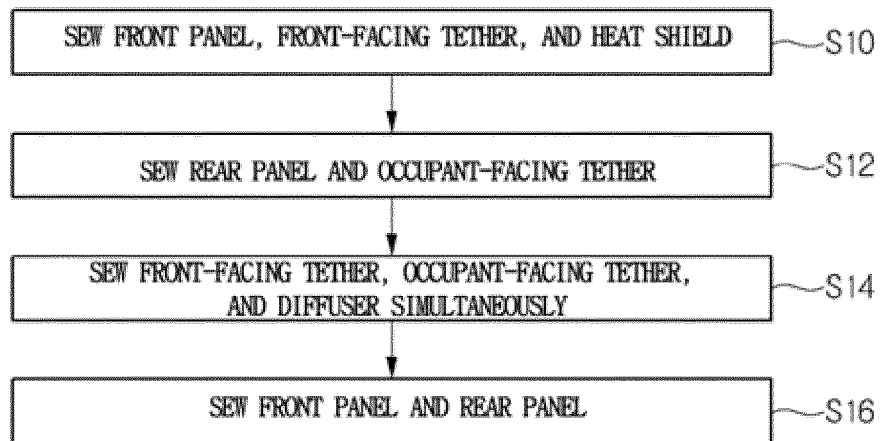 SEW FRONT PANEL, FRONT-FACING TETHER, AND HEAT SHIELD
S10
SEW REAR PANEL AND OCCUPANT-FACING TETHER
S12
SEW FRONT-FACING TETHER, OCCUPANT-FACING TETHER,
AND DIFFUSER SIMULTANEOUSLY
S14
SEW FRONT PANEL AND REAR PANEL
S16